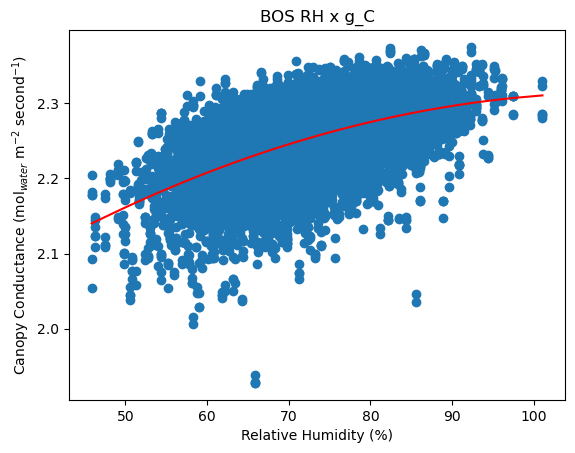 BOS RH x g_C
Canopy Conductance (mol_water m⁻² second⁻¹)
2.3
2.2
2.1
2.0
50 60 70 80 90 100
Relative Humidity (%)